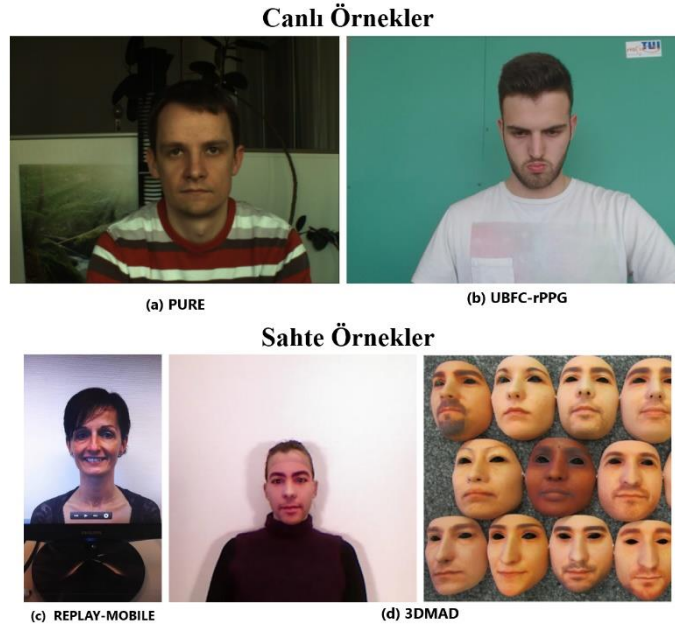 Canlı Örnekler
(a) PURE
(b) UBFC-rPPG
Sahte Örnekler
(c) REPLAY-MOBILE
(d) 3DMAD